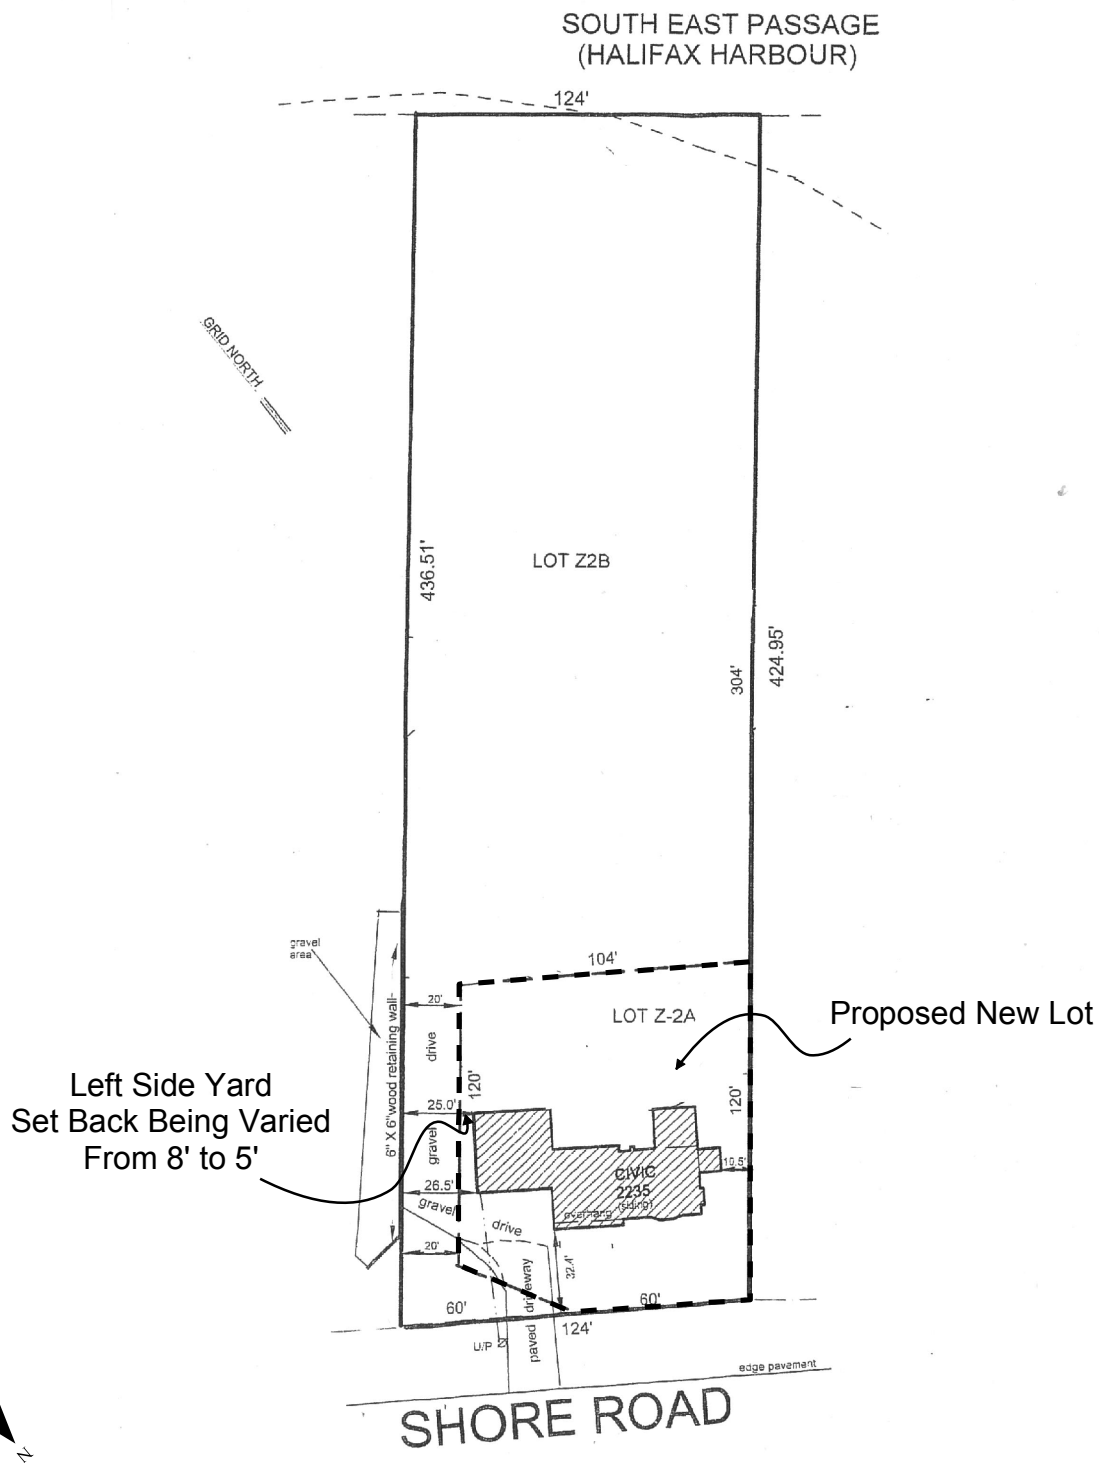 SOUTH EAST PASSAGE
(HALIFAX HARBOUR)
124'
GRID NORTH
436.51'
LOT Z2B
304'
424.95'
gravel
area
6" X 6" wood retaining wall
104'
20'
LOT Z-2A
Proposed New Lot
drive
Left Side Yard
Set Back Being Varied
From 8' to 5'
120'
120'
25.0'
gravel
10.5'
CIVIC
2235
(siding)
overhang
26.5'
gravel
drive
20'
32.4'
paved driveway
60'
60'
124'
U/P
edge pavement
SHORE ROAD
N